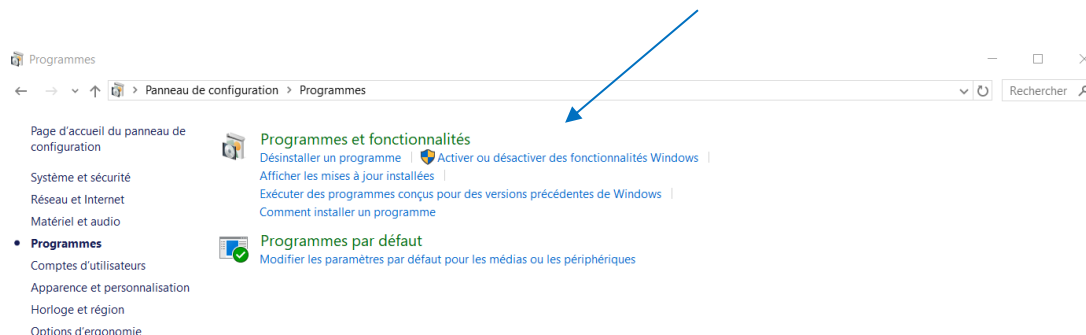 Programmes
Panneau de configuration > Programmes
Rechercher
Page d'accueil du panneau de
configuration
Système et sécurité
Réseau et Internet
Matériel et audio
Programmes
Comptes d'utilisateurs
Apparence et personnalisation
Horloge et région
Options d'ergonomie
Programmes et fonctionnalités
Désinstaller un programme | Activer ou désactiver des fonctionnalités Windows |
Afficher les mises à jour installées |
Exécuter des programmes conçus pour des versions précédentes de Windows |
Comment installer un programme
Programmes par défaut
Modifier les paramètres par défaut pour les médias ou les périphériques